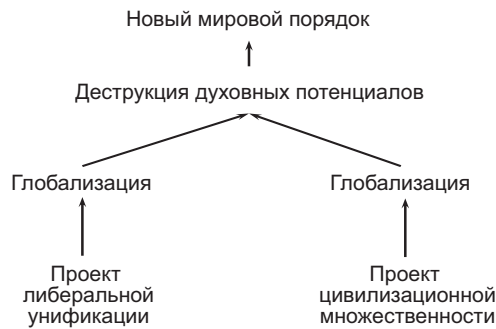 Новый мировой порядок
Деструкция духовных потенциалов
Глобализация
Глобализация
Проект
либеральной
унификации
Проект
цивилизационной
множественности